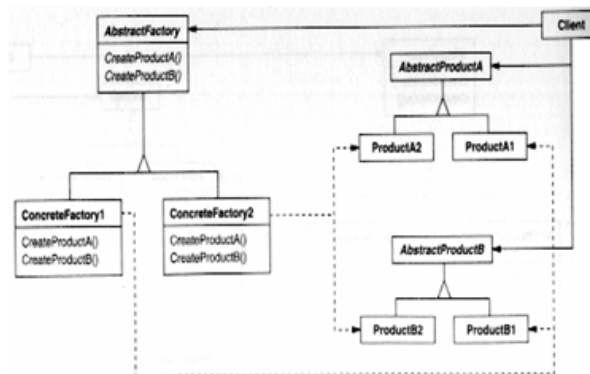 AbstractFactory
CreateProductA()
CreateProductB()
Client
AbstractProductA
ProductA2
ProductA1
ConcreteFactory1
CreateProductA()
CreateProductB()
ConcreteFactory2
CreateProductA()
CreateProductB()
AbstractProductB
ProductB2
ProductB1